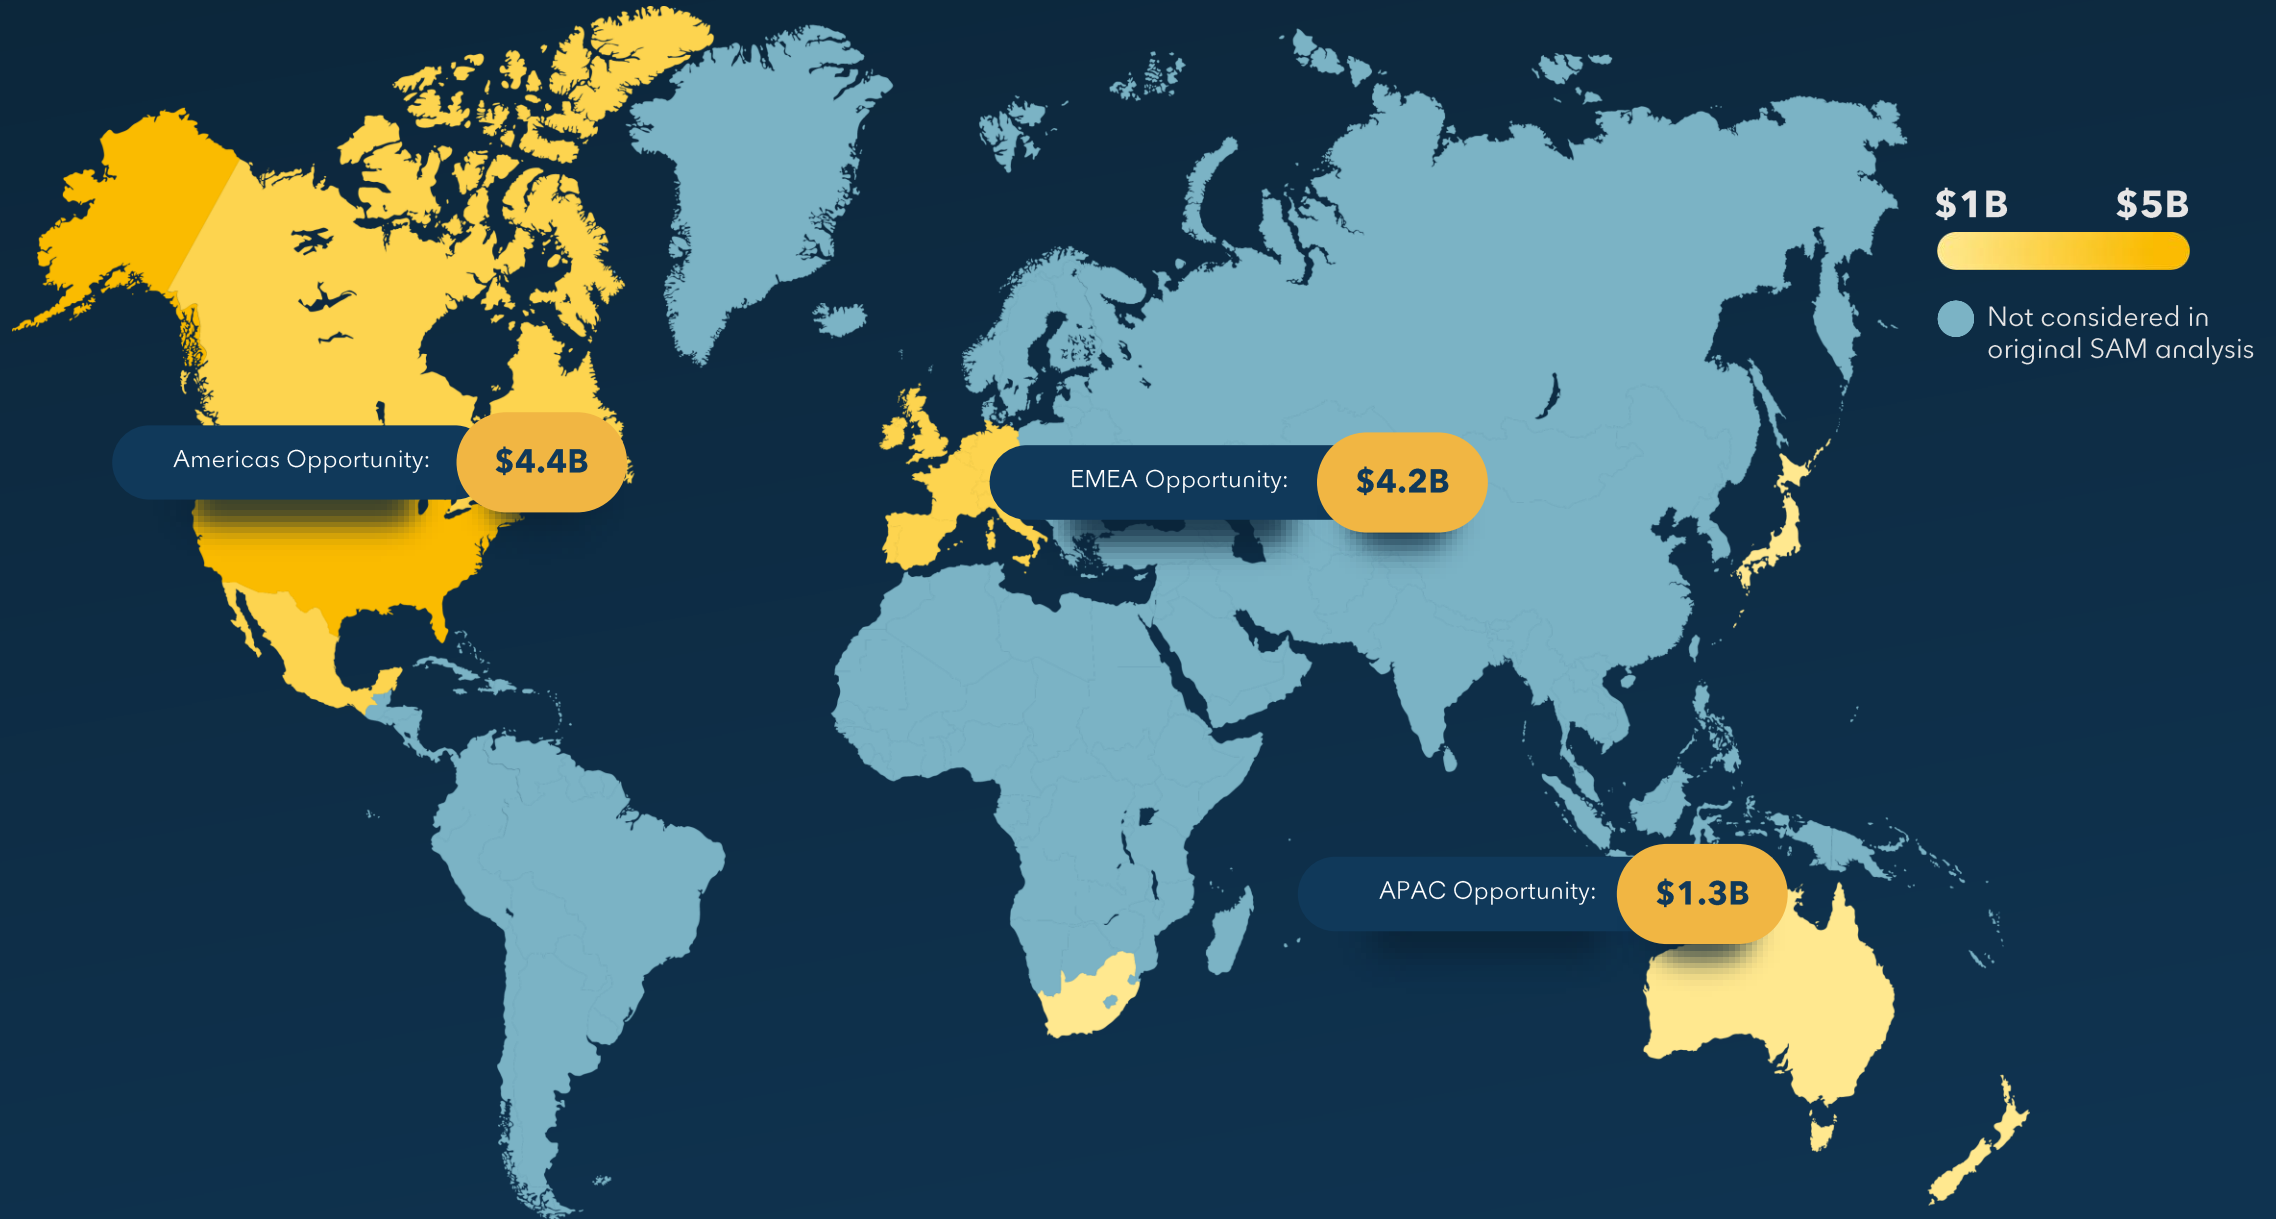 $1B $5B
Not considered in
original SAM analysis
Americas Opportunity: $4.4B
EMEA Opportunity: $4.2B
APAC Opportunity: $1.3B